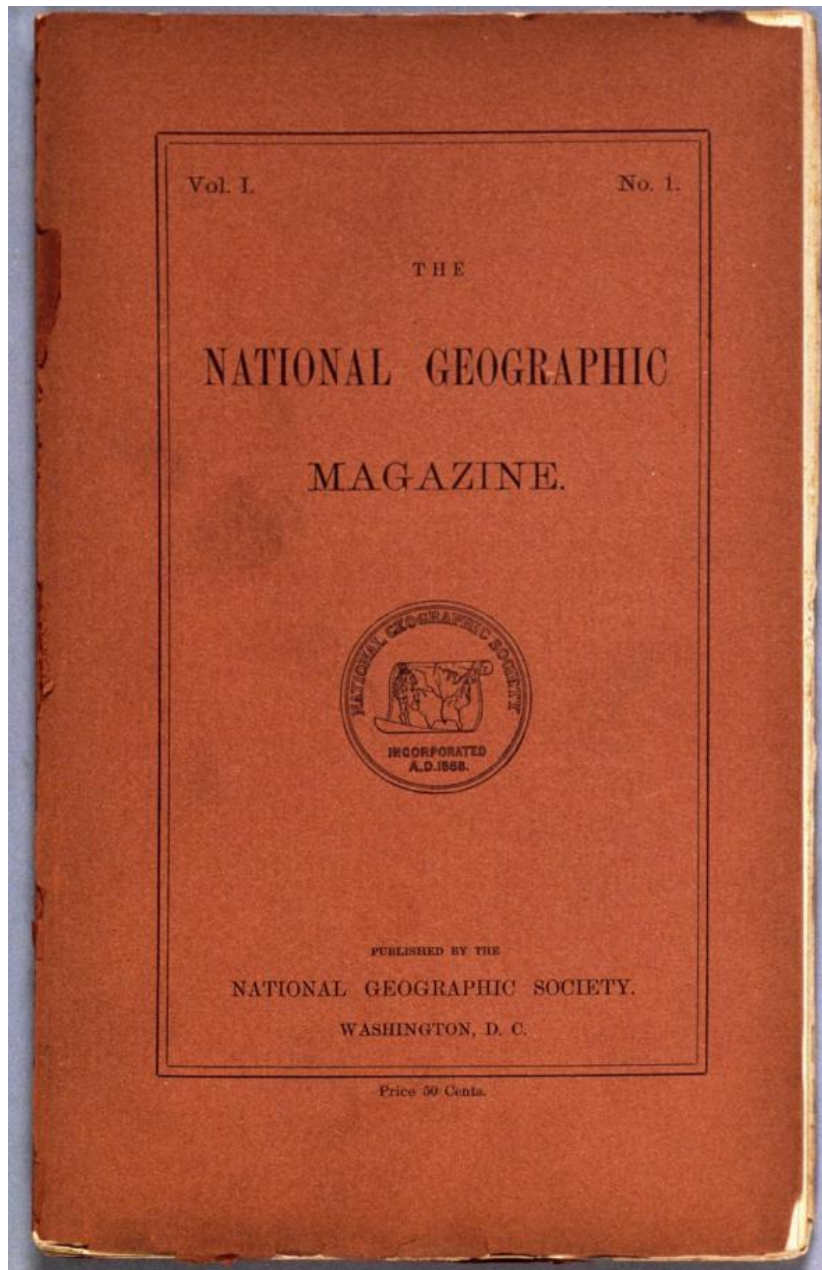 Vol. I. No. 1.
THE
NATIONAL GEOGRAPHIC
MAGAZINE.
NATIONAL GEOGRAPHIC SOCIETY
INCORPORATED
A.D.1888.
PUBLISHED BY THE
NATIONAL GEOGRAPHIC SOCIETY.
WASHINGTON, D. C.
Price 50 Cents.